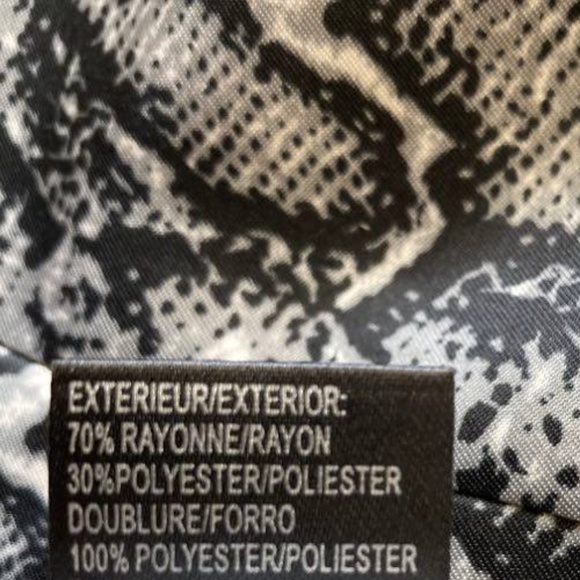 EXTERIEUR/EXTERIOR:
70% RAYONNE/RAYON
30%POLYESTER/POLIESTER
DOUBLURE/FORRO
100% POLYESTER/POLIESTER